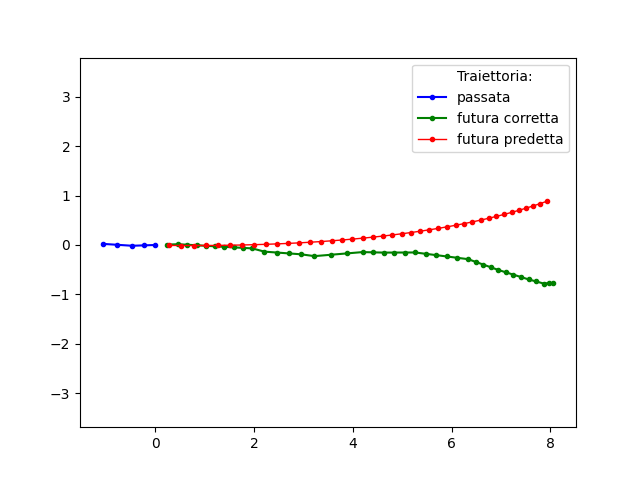 Traiettoria:
passata
futura corretta
futura predetta
3
2
1
0
−1
−2
−3
0 2 4 6 8